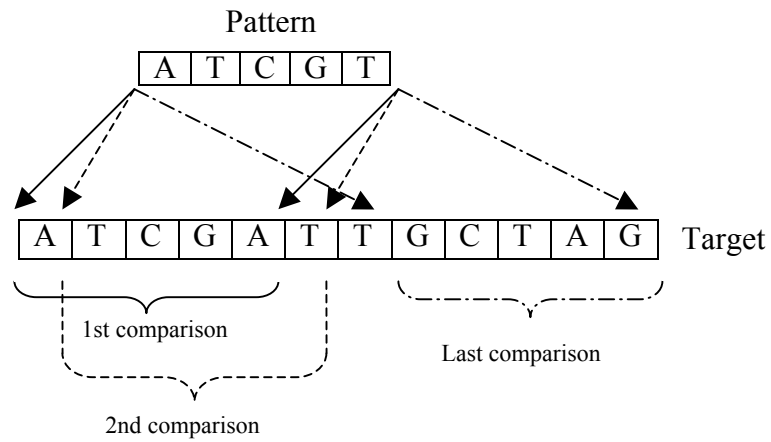 Pattern
A T C G T
A T C G A T T G C T A G Target
1st comparison
Last comparison
2nd comparison